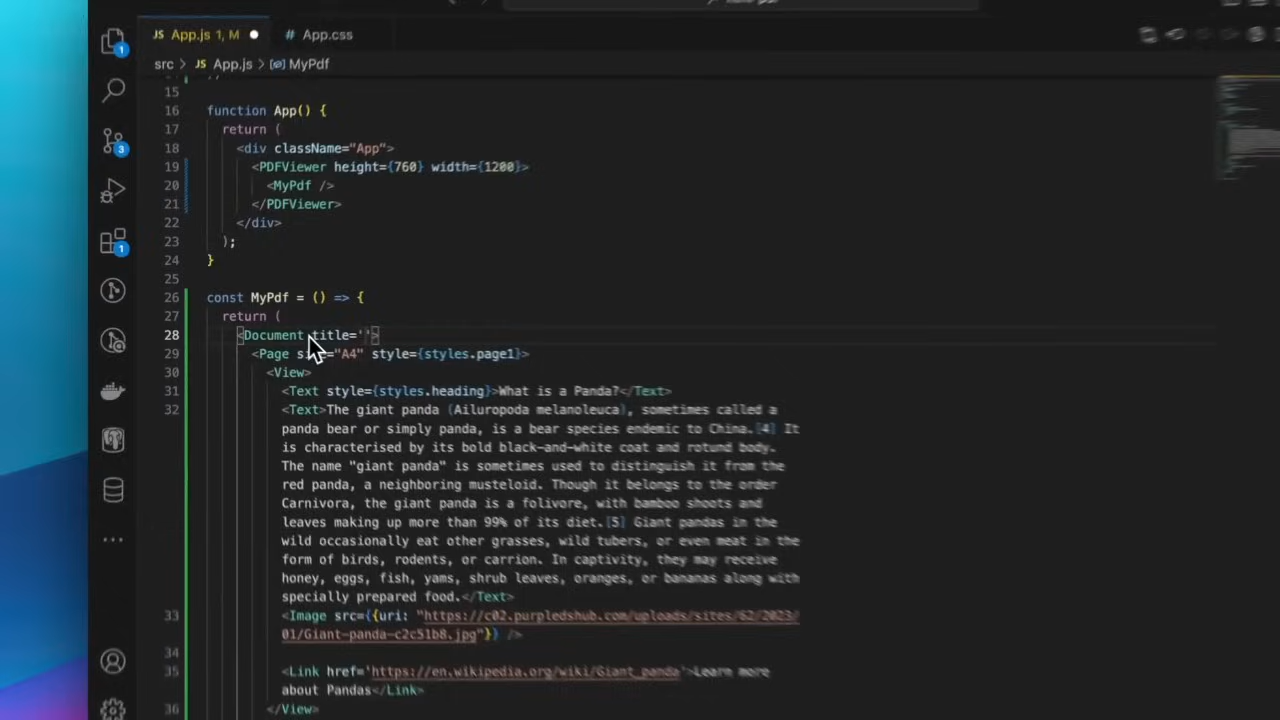 JS App.js 1, M
# App.css
src > JS App.js > MyPdf
1
3
1
15
16 function App() {
17 return (
18 <div className="App">
19 <PDFViewer height={760} width={1200}>
20 <MyPdf />
21 </PDFViewer>
22 </div>
23 );
24 }
25
26 const MyPdf = () => {
27 return (
28 <Document title=''>
29 <Page size="A4" style={styles.page1}>
30 <View>
31 <Text style={styles.heading}>What is a Panda?</Text>
32 <Text>The giant panda (Ailuropoda melanoleuca), sometimes called a
panda bear or simply panda, is a bear species endemic to China.[4] It
is characterised by its bold black-and-white coat and rotund body.
The name "giant panda" is sometimes used to distinguish it from the
red panda, a neighboring musteloid. Though it belongs to the order
Carnivora, the giant panda is a folivore, with bamboo shoots and
leaves making up more than 99% of its diet.[5] Giant pandas in the
wild occasionally eat other grasses, wild tubers, or even meat in the
form of birds, rodents, or carrion. In captivity, they may receive
honey, eggs, fish, yams, shrub leaves, oranges, or bananas along with
specially prepared food.</Text>
33 <Image src={{uri: "https://c02.purpledshub.com/uploads/sites/62/2023/
01/Giant-panda-c2c51b8.jpg"}} />
34
35 <Link href='https://en.wikipedia.org/wiki/Giant_panda'>Learn more
about Pandas</Link>
36 </View>